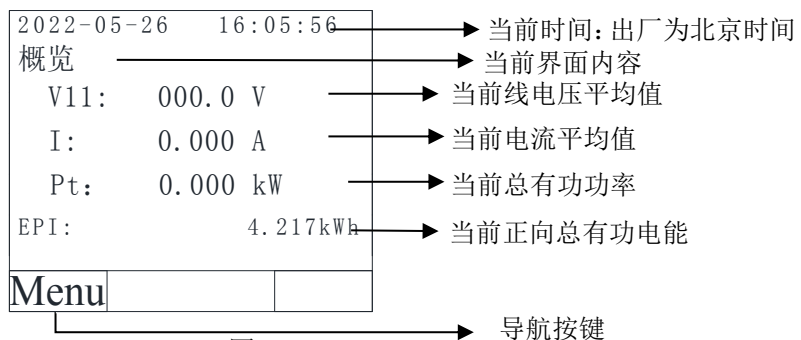 2022-05-26 16:05:56 当前时间:出厂为北京时间
概览 当前界面内容
V11: 000.0 V 当前线电压平均值
I: 0.000 A 当前电流平均值
Pt: 0.000 kW 当前总有功功率
EPI: 4.217kWh 当前正向总有功电能
Menu
导航按键